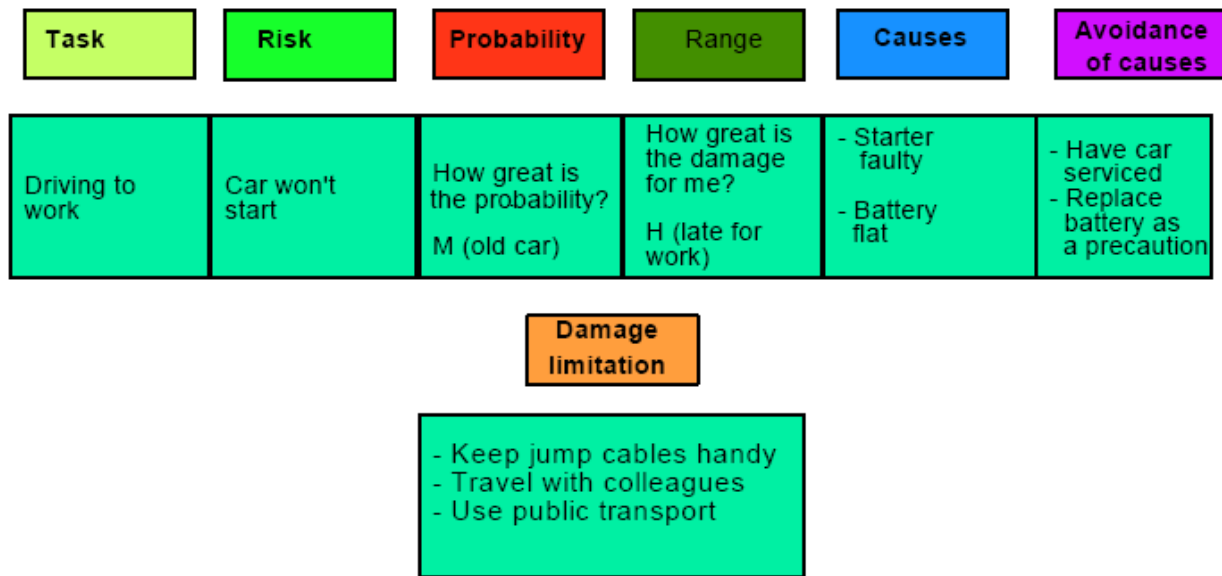 Task
Risk
Probability
Range
Causes
Avoidance
of causes
Driving to
work
Car won't
start
How great is
the probability?
M (old car)
How great is
the damage
for me?
H (late for
work)
- Starter
faulty
- Battery
flat
- Have car
serviced
- Replace
battery as
a precaution
Damage
limitation
- Keep jump cables handy
- Travel with colleagues
- Use public transport